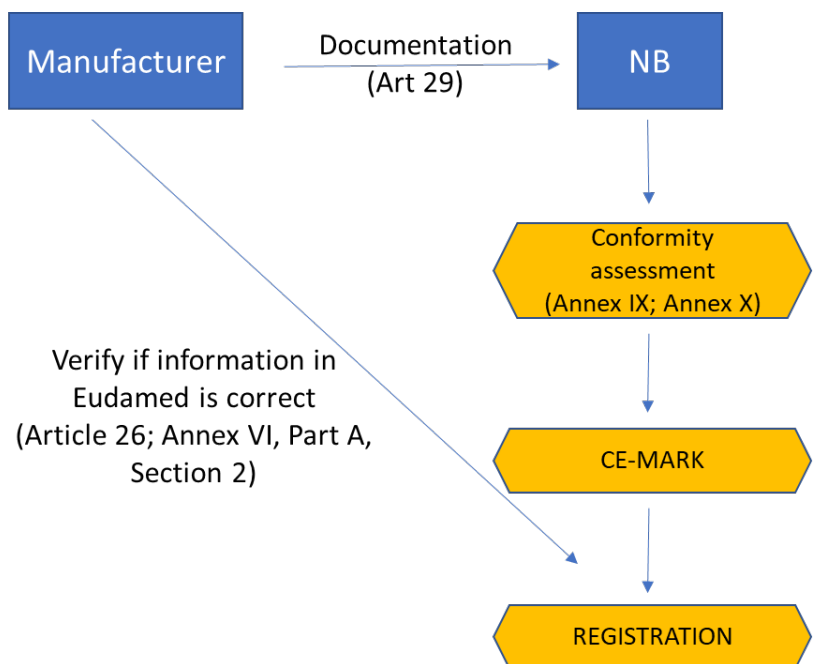 Manufacturer
Documentation
(Art 29)
NB
Conformity
assessment
(Annex IX; Annex X)
Verify if information in
Eudamed is correct
(Article 26; Annex VI, Part A,
Section 2)
CE-MARK
REGISTRATION